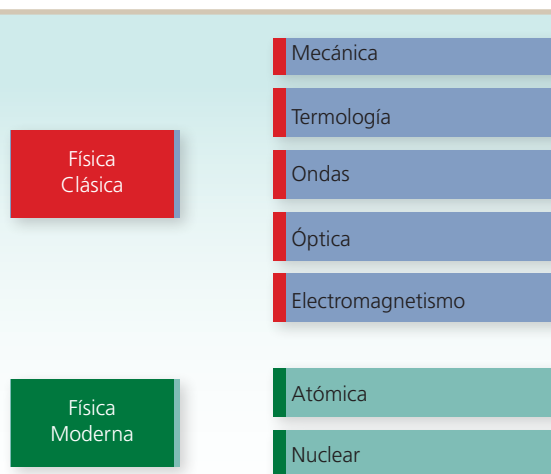 Física
Clásica
Mecánica
Termología
Ondas
Óptica
Electromagnetismo
Física
Moderna
Atómica
Nuclear